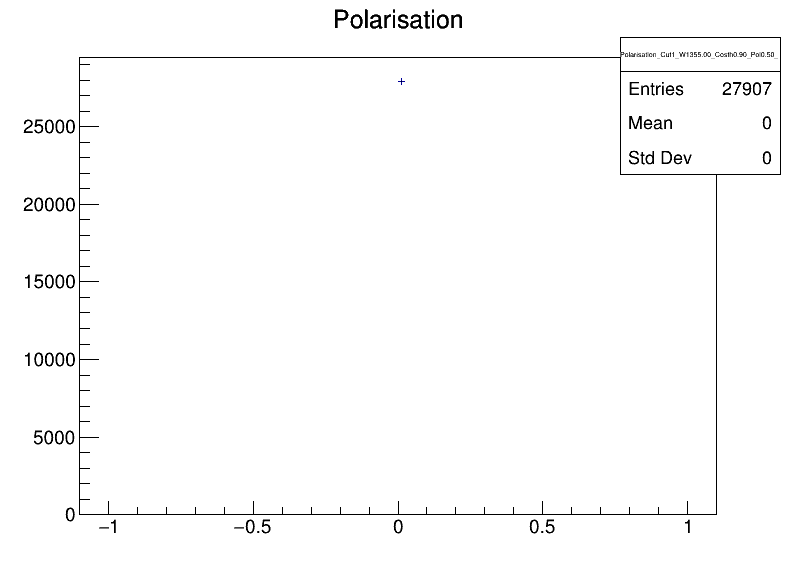 Polarisation
Polarisation_Cut1_W1355.00_Costh0.90_Pol0.50_
Entries 27907
Mean 0
Std Dev 0
25000
20000
15000
10000
5000
0
−1 −0.5 0 0.5 1